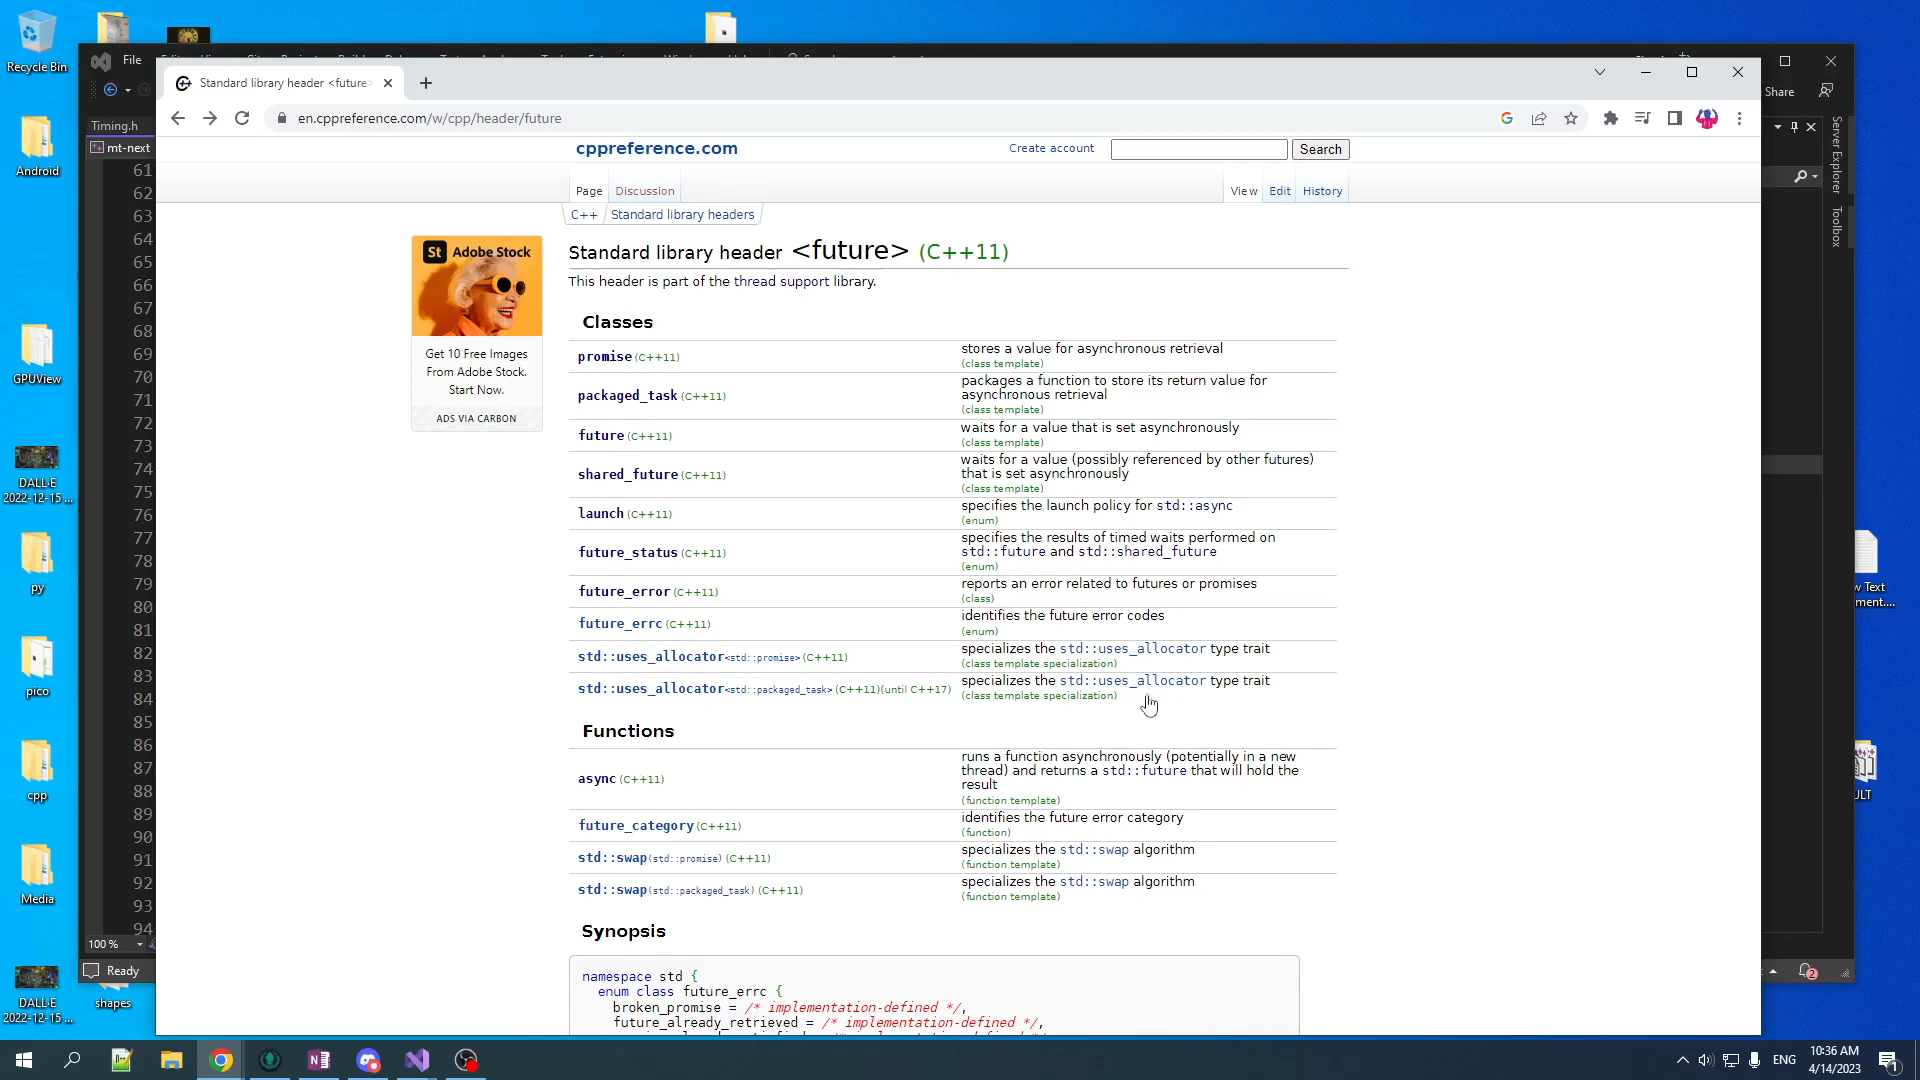 Recycle Bin
File
Standard library header <future>
Share
Timing.h
en.cppreference.com/w/cpp/header/future
mt-next
cppreference.com
Create account
Search
Page
Discussion
View
Edit
History
C++
Standard library headers
Server Explorer
Toolbox
Android
GPUView
DALL·E
2022-12-15 ...
py
pico
cpp
Media
DALL·E
2022-12-15 ...
shapes
61
62
63
64
65
66
67
68
69
70
71
72
73
74
75
76
77
78
79
80
81
82
83
84
85
86
87
88
89
90
91
92
93
94
100 %
Ready
St Adobe Stock
Get 10 Free Images
From Adobe Stock.
Start Now.
ADS VIA CARBON
Standard library header <future> (C++11)
This header is part of the thread support library.
Classes
promise (C++11)
stores a value for asynchronous retrieval
(class template)
packaged_task (C++11)
packages a function to store its return value for
asynchronous retrieval
(class template)
future (C++11)
waits for a value that is set asynchronously
(class template)
shared_future (C++11)
waits for a value (possibly referenced by other futures)
that is set asynchronously
(class template)
launch (C++11)
specifies the launch policy for std::async
(enum)
future_status (C++11)
specifies the results of timed waits performed on
std::future and std::shared_future
(enum)
future_error (C++11)
reports an error related to futures or promises
(class)
future_errc (C++11)
identifies the future error codes
(enum)
std::uses_allocator<std::promise> (C++11)
specializes the std::uses_allocator type trait
(class template specialization)
std::uses_allocator<std::packaged_task> (C++11)(until C++17)
specializes the std::uses_allocator type trait
(class template specialization)
Functions
async (C++11)
runs a function asynchronously (potentially in a new
thread) and returns a std::future that will hold the
result
(function template)
future_category (C++11)
identifies the future error category
(function)
std::swap(std::promise) (C++11)
specializes the std::swap algorithm
(function template)
std::swap(std::packaged_task) (C++11)
specializes the std::swap algorithm
(function template)
Synopsis
namespace std {
enum class future_errc {
broken_promise = /* implementation-defined */,
future_already_retrieved = /* implementation-defined */,
w Text
ment....
ULT
2
ENG
10:36 AM
4/14/2023
1